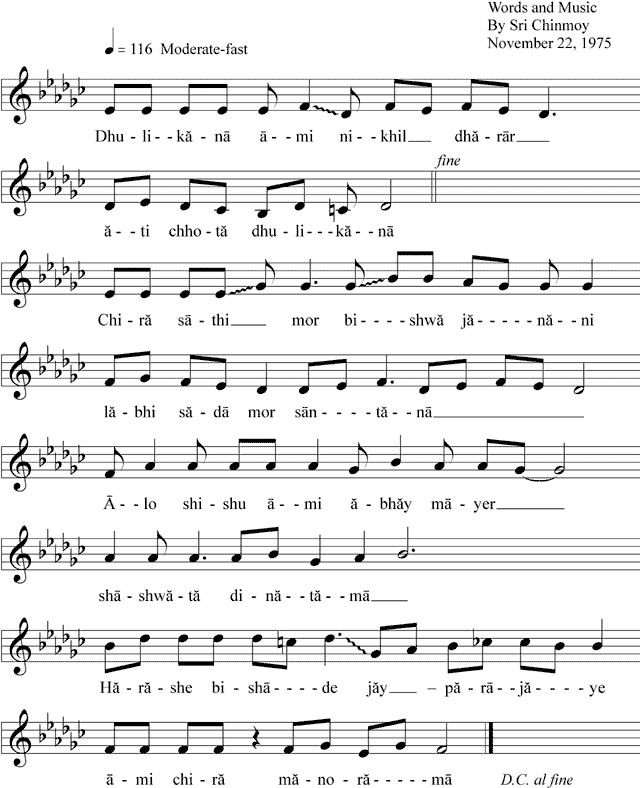 Words and Music
By Sri Chinmoy
November 22, 1975
♩ = 116 Moderate-fast
Dhu - li - - kă - nā ā - - mi ni - khil___ dhă - rār___
fine
ă - - ti chho - tă dhu - li - - - kă - nā
Chi - ră sā - thi___ mor bi - - - - shwă jă - - - - nă - ni
lă - bhi să - dā mor sān - - - - tă - nā___
Ā - - lo shi - shu ā - mi ă - bhăy mā - yer___
shā - shwă - tă di - nă - tă - mā___
Hă - ră - she bi - shā - - - - de jāy___ – pă - rā - jă - - - - ye
ā - mi chi - ră mă - no - ră - - - - mā D.C. al fine